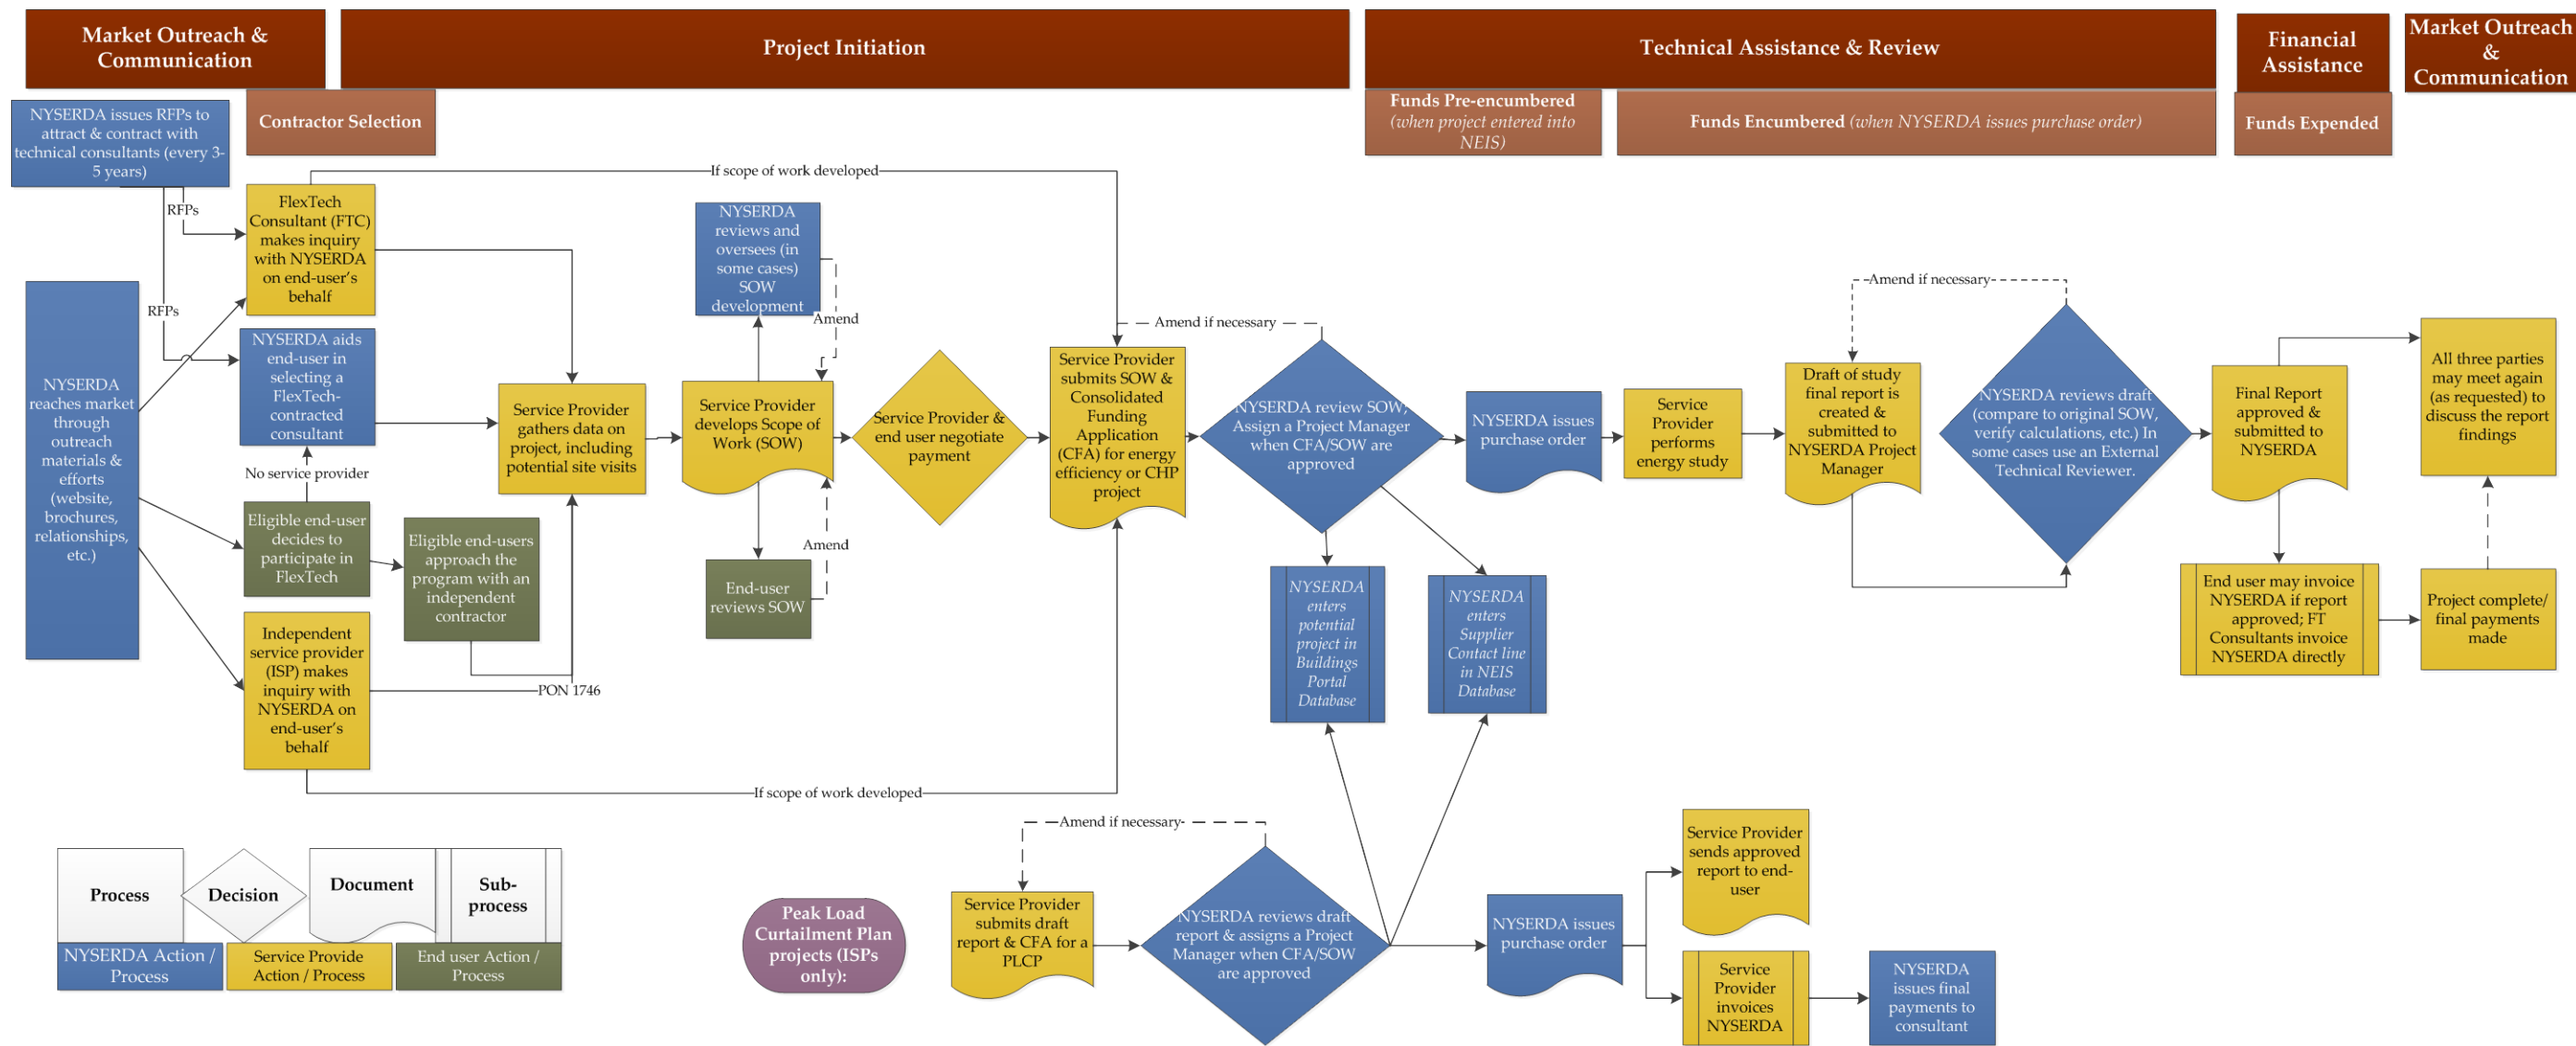 Market Outreach &
Communication
Project Initiation
Technical Assistance & Review
Financial
Assistance
Market Outreach
&
Communication
Contractor Selection
Funds Pre-encumbered
(when project entered into
NEIS)
Funds Encumbered (when NYSERDA issues purchase order)
Funds Expended
NYSERDA issues RFPs to
attract & contract with
technical consultants (every 3-
5 years)
RFPs
RFPs
NYSERDA
reaches market
through
outreach
materials &
efforts
(website,
brochures,
relationships,
etc.)
FlexTech
Consultant (FTC)
makes inquiry
with NYSERDA
on end-user's
behalf
NYSERDA aids
end-user in
selecting a
FlexTech-
contracted
consultant
No service provider
Eligible end-user
decides to
participate in
FlexTech
Eligible end-users
approach the
program with an
independent
contractor
Independent
service provider
(ISP) makes
inquiry with
NYSERDA on
end-user's
behalf
PON 1746
If scope of work developed
If scope of work developed
Service Provider
gathers data on
project, including
potential site visits
NYSERDA
reviews and
oversees (in
some cases)
SOW
development
Amend
Service Provider
develops Scope of
Work (SOW)
Amend
End-user
reviews SOW
Service Provider &
end user negotiate
payment
Service Provider
submits SOW &
Consolidated
Funding
Application
(CFA) for energy
efficiency or CHP
project
Amend if necessary
NYSERDA review SOW;
Assign a Project Manager
when CFA/SOW are
approved
NYSERDA
enters
potential
project in
Buildings
Portal
Database
NYSERDA
enters
Supplier
Contact line
in NEIS
Database
NYSERDA issues
purchase order
Service
Provider
performs
energy study
Amend if necessary
Draft of study
final report is
created &
submitted to
NYSERDA Project
Manager
NYSERDA reviews draft
(compare to original SOW,
verify calculations, etc.) In
some cases use an External
Technical Reviewer.
Final Report
approved &
submitted to
NYSERDA
All three parties
may meet again
(as requested) to
discuss the report
findings
End user may invoice
NYSERDA if report
approved; FT
Consultants invoice
NYSERDA directly
Project complete/
final payments
made
Process
Decision
Document
Sub-
process
NYSERDA Action /
Process
Service Provide
Action / Process
End user Action /
Process
Peak Load
Curtailment Plan
projects (ISPs
only):
Amend if necessary
Service Provider
submits draft
report & CFA for a
PLCP
NYSERDA reviews draft
report & assigns a Project
Manager when CFA/SOW
are approved
NYSERDA issues
purchase order
Service Provider
sends approved
report to end-
user
Service
Provider
invoices
NYSERDA
NYSERDA
issues final
payments to
consultant